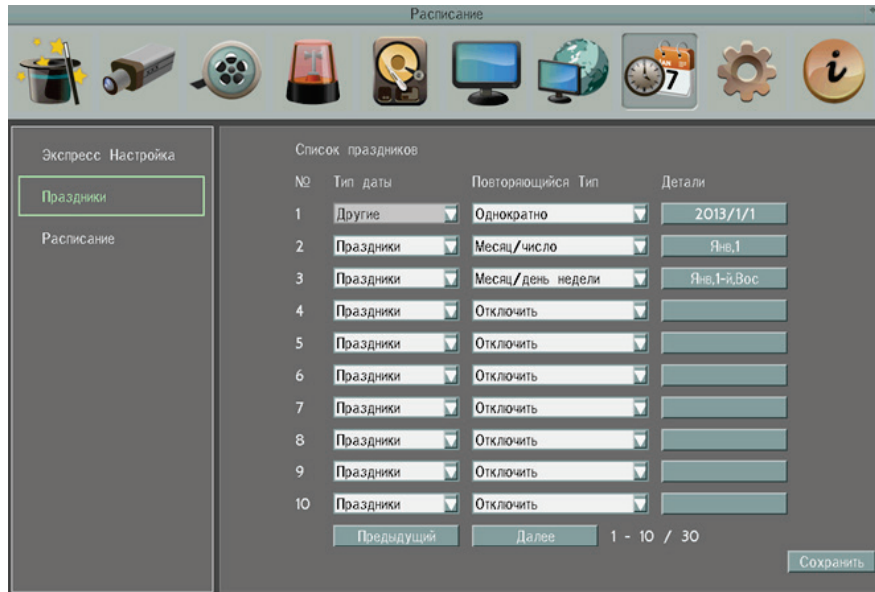 Расписание
JAN
7
i
Экспресс Настройка
Праздники
Расписание
Список праздников
№ Тип даты Повторяющийся Тип Детали
1 Другие Однократно 2013/1/1
2 Праздники Месяц/число Янв,1
3 Праздники Месяц/день недели Янв,1-й,Вос
4 Праздники Отключить
5 Праздники Отключить
6 Праздники Отключить
7 Праздники Отключить
8 Праздники Отключить
9 Праздники Отключить
10 Праздники Отключить
Предыдущий Далее 1 - 10 / 30
Сохранить